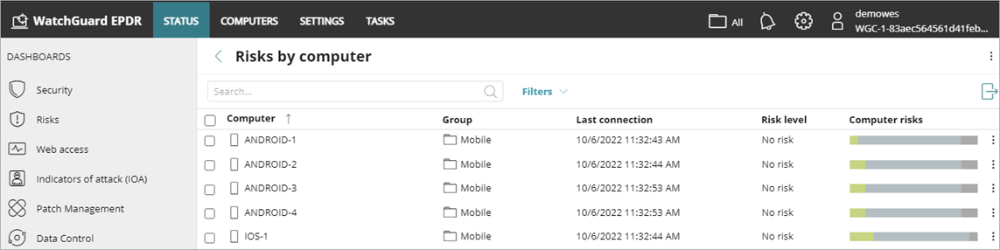 WatchGuard EPDR STATUS COMPUTERS SETTINGS TASKS All demowes
WGC-1-83aec564561d41feb...
DASHBOARDS
Security
Risks
Web access
Indicators of attack (IOA)
Patch Management
Data Control
Risks by computer
Search... Filters
Computer Group Last connection Risk level Computer risks
ANDROID-1 Mobile 10/6/2022 11:32:43 AM No risk
ANDROID-2 Mobile 10/6/2022 11:32:44 AM No risk
ANDROID-3 Mobile 10/6/2022 11:32:53 AM No risk
ANDROID-4 Mobile 10/6/2022 11:32:53 AM No risk
IOS-1 Mobile 10/6/2022 11:32:44 AM No risk